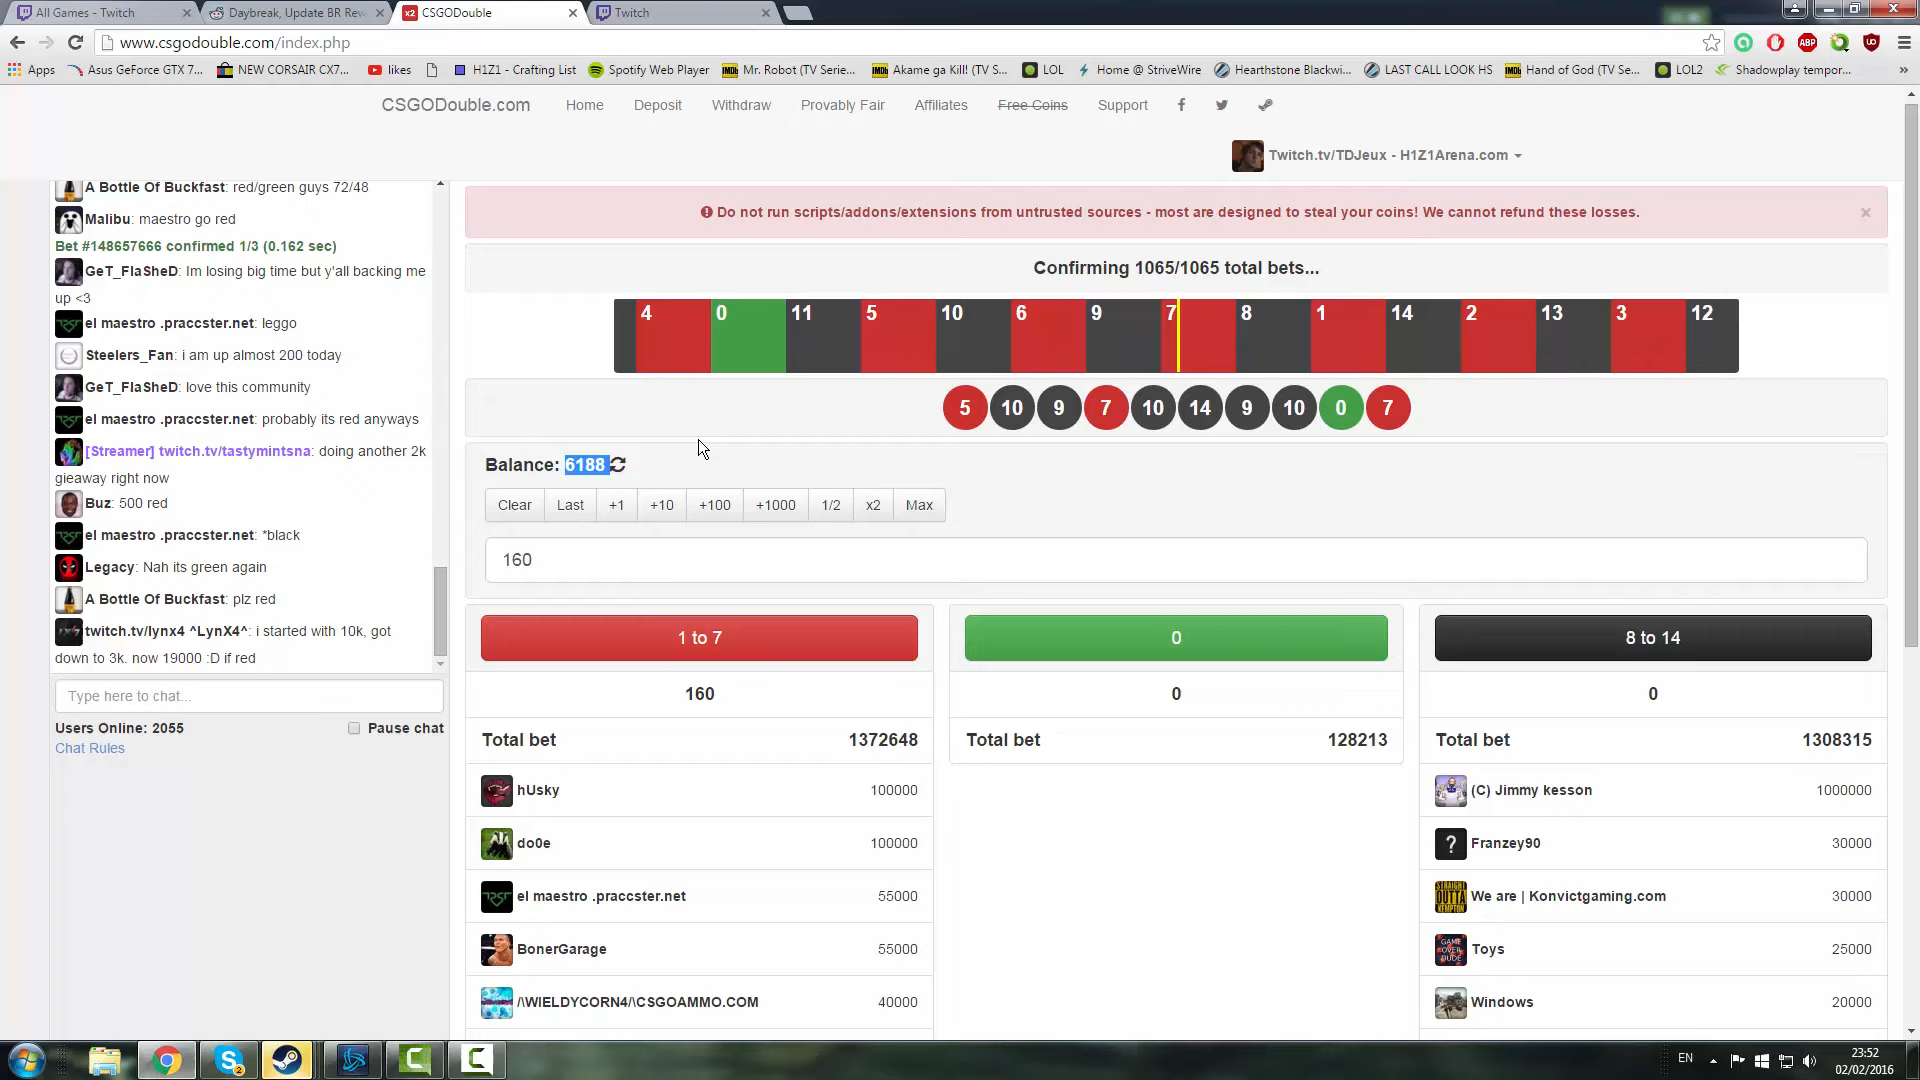 All Games - Twitch
Daybreak, Update BR Rew
CSGODouble
Twitch
www.csgodouble.com/index.php
Apps
Asus GeForce GTX 7...
NEW CORSAIR CX7...
likes
H1Z1 - Crafting List
Spotify Web Player
Mr. Robot (TV Serie...
Akame ga Kill! (TV S...
LOL
Home @ StriveWire
Hearthstone Blackwi...
LAST CALL LOOK HS
Hand of God (TV Se...
LOL2
Shadowplay tempor...
CSGODouble.com
Home
Deposit
Withdraw
Provably Fair
Affiliates
Free Coins
Support
Twitch.tv/TDJeux - H1Z1Arena.com
A Bottle Of Buckfast: red/green guys 72/48
Malibu: maestro go red
Bet #148657666 confirmed 1/3 (0.162 sec)
GeT_FlaSheD: Im losing big time but y'all backing me
up <3
el maestro .praccster.net: leggo
Steelers_Fan: i am up almost 200 today
GeT_FlaSheD: love this community
el maestro .praccster.net: probably its red anyways
[Streamer] twitch.tv/tastymintsna: doing another 2k
gieaway right now
Buz: 500 red
el maestro .praccster.net: *black
Legacy: Nah its green again
A Bottle Of Buckfast: plz red
twitch.tv/lynx4 ^LynX4^: i started with 10k, got
down to 3k. now 19000 :D if red
Type here to chat...
Users Online: 2055
Pause chat
Chat Rules
Do not run scripts/addons/extensions from untrusted sources - most are designed to steal your coins! We cannot refund these losses.
×
Confirming 1065/1065 total bets...
4 0 11 5 10 6 9 7 8 1 14 2 13 3 12
5 10 9 7 10 14 9 10 0 7
Balance: 6188
Clear Last +1 +10 +100 +1000 1/2 x2 Max
160
1 to 7
160
Total bet 1372648
hUsky 100000
do0e 100000
el maestro .praccster.net 55000
BonerGarage 55000
/\WIELDYCORN4/\CSGOAMMO.COM 40000
0
0
Total bet 128213
8 to 14
0
Total bet 1308315
(C) Jimmy kesson 1000000
Franzey90 30000
We are | Konvictgaming.com 30000
Toys 25000
Windows 20000
EN
23:52
02/02/2016